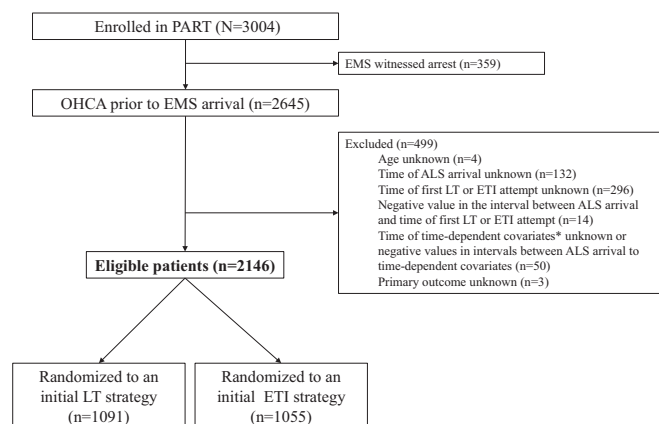 Enrolled in PART (N=3004)
EMS witnessed arrest (n=359)
OHCA prior to EMS arrival (n=2645)
Excluded (n=499)
Age unknown (n=4)
Time of ALS arrival unknown (n=132)
Time of first LT or ETI attempt unknown (n=296)
Negative value in the interval between ALS arrival
and time of first LT or ETI attempt (n=14)
Time of time-dependent covariates* unknown or
negative values in intervals between ALS arrival to
time-dependent covariates (n=50)
Primary outcome unknown (n=3)
Eligible patients (n=2146)
Randomized to an
initial LT strategy
(n=1091)
Randomized to an
initial ETI strategy
(n=1055)